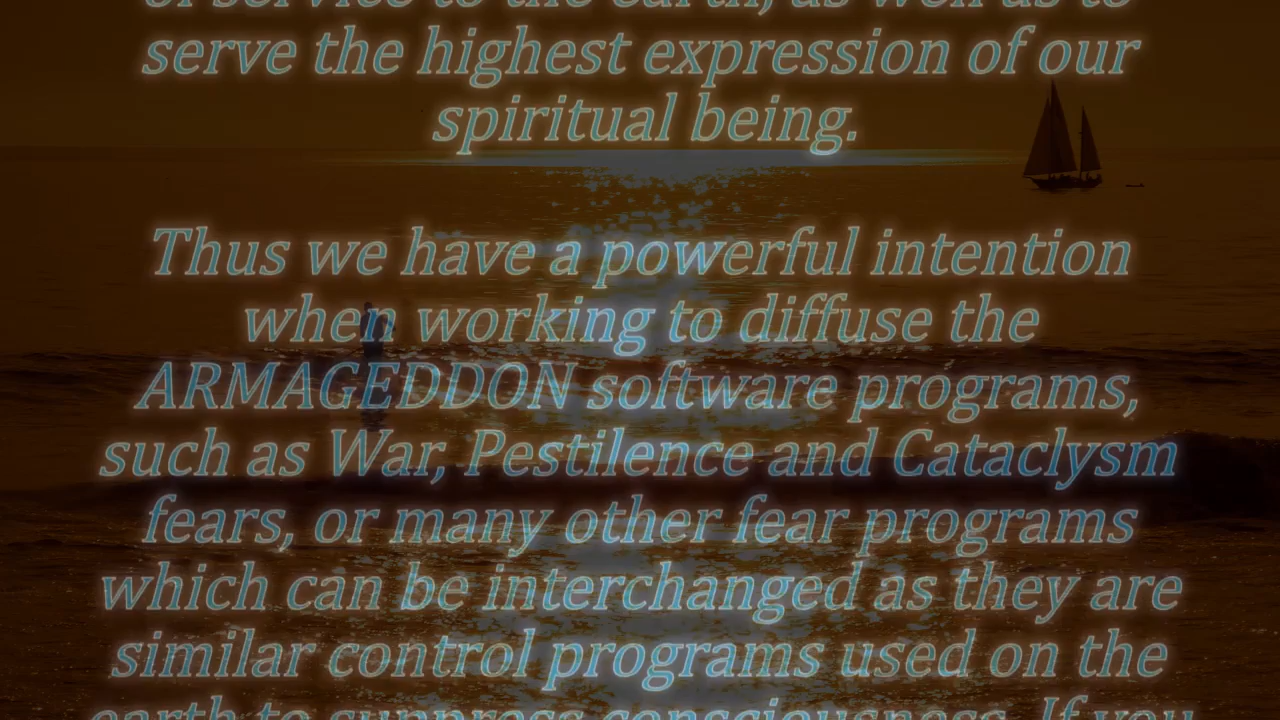 of service to the earth, as well as to
serve the highest expression of our
spiritual being.
Thus we have a powerful intention
when working to diffuse the
ARMAGEDDON software programs,
such as War, Pestilence and Cataclysm
fears, or many other fear programs
which can be interchanged as they are
similar control programs used on the
earth to suppress consciousness. If you